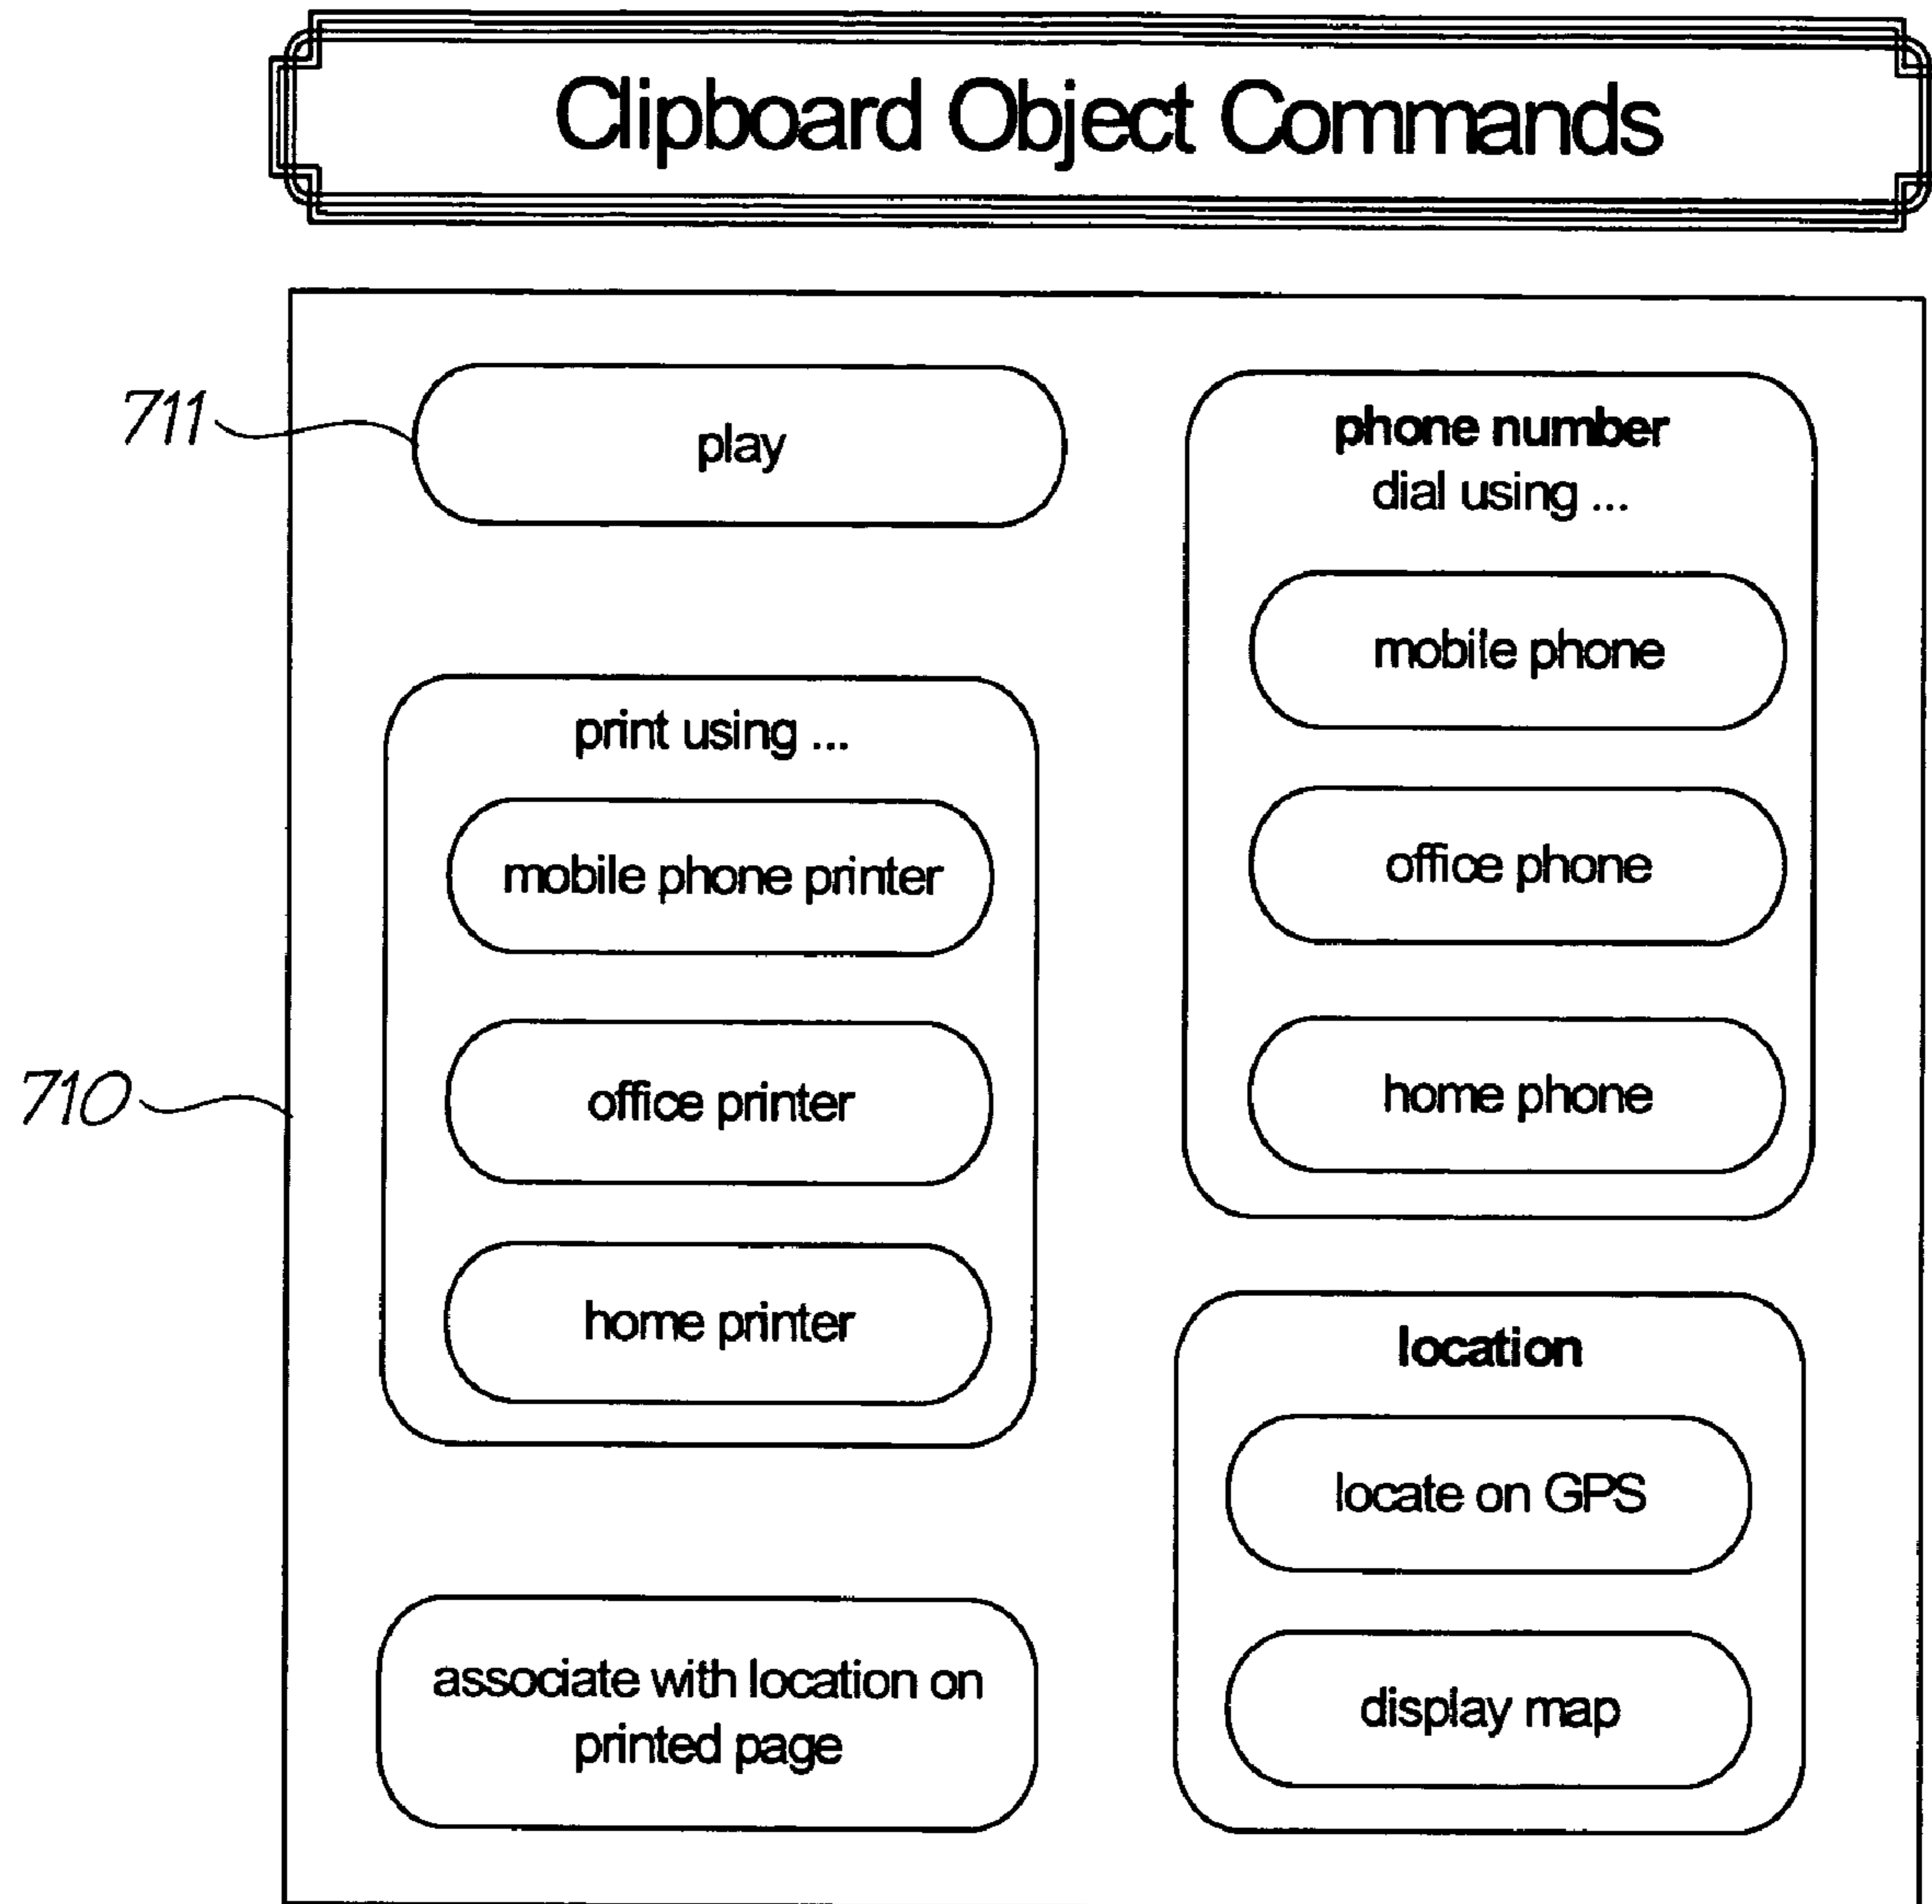 Clipboard Object Commands
711
play
print using ...
mobile phone printer
office printer
home printer
710
associate with location on
printed page
phone number
dial using ...
mobile phone
office phone
home phone
location
locate on GPS
display map